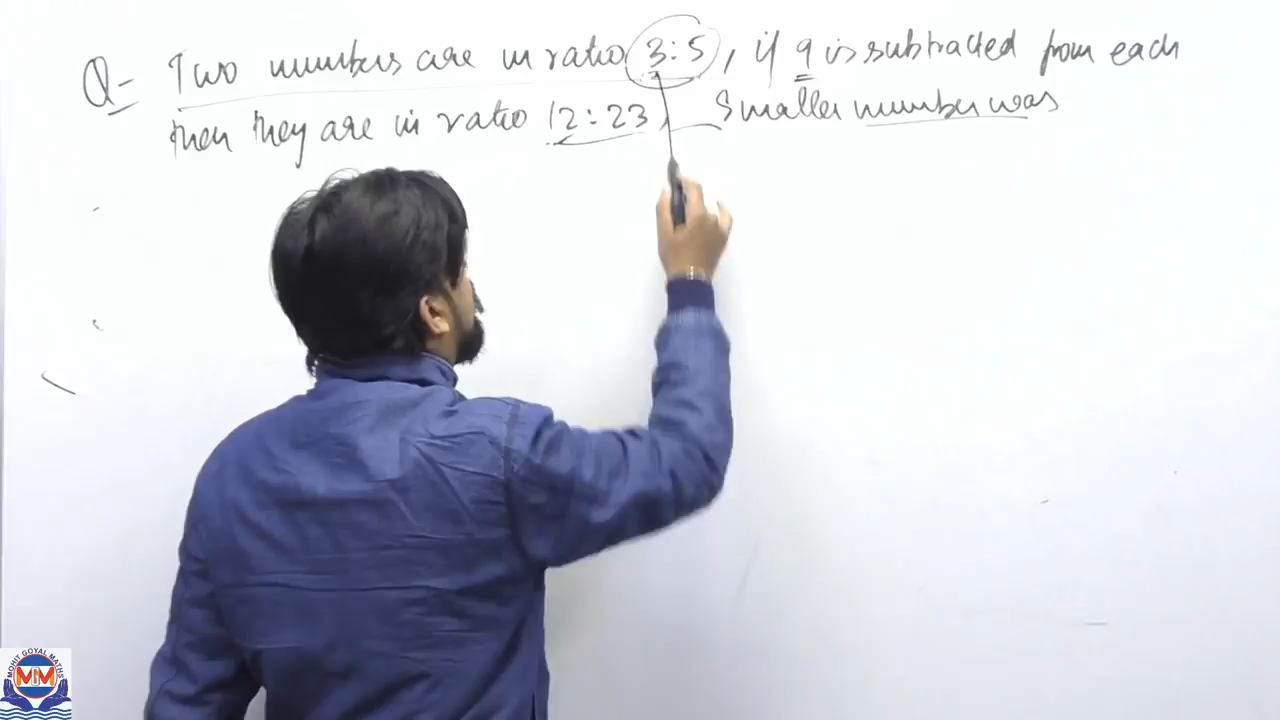 Q- Two numbers are in ratio 3:5, if 9 is subtracted from each
then they are in ratio 12:23, Smaller number was
MOHIT GOYAL MATHS
MGM